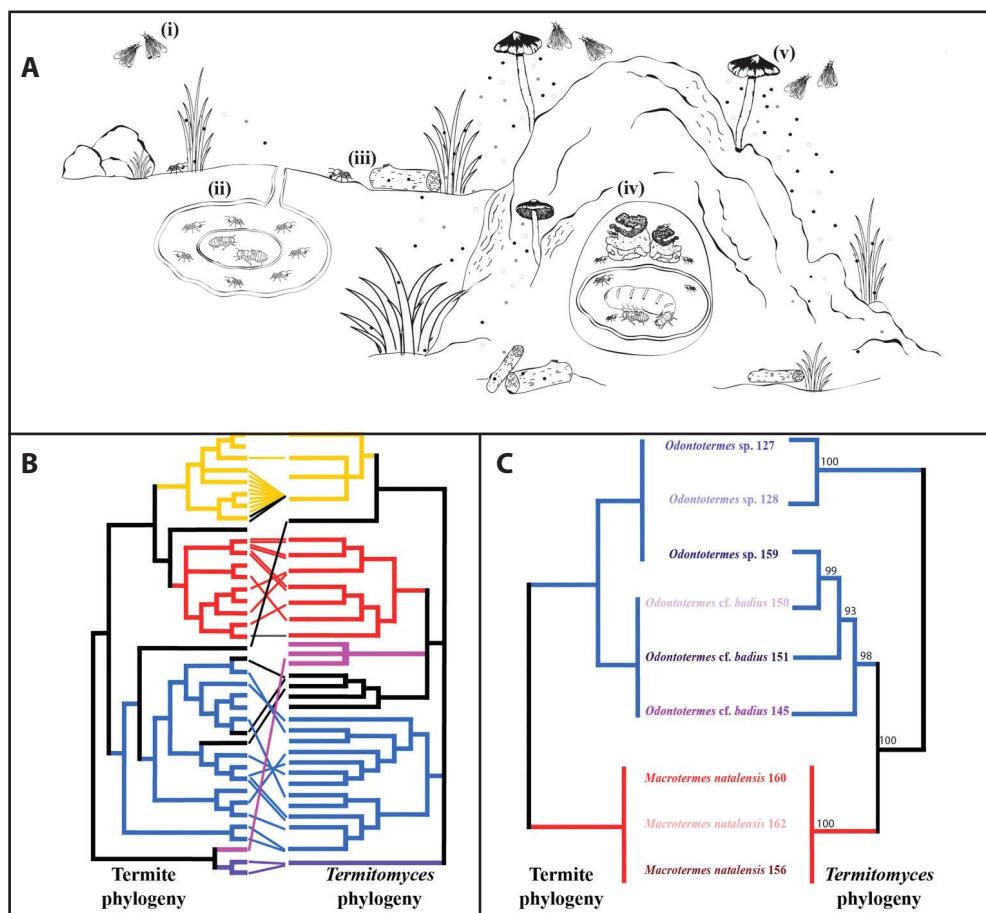 A
(i)
(ii)
(iii)
(iv)
(v)
B
Termite
phylogeny
Termitomyces
phylogeny
C
Odontotermes sp. 127
100
Odontotermes sp. 128
Odontotermes sp. 159
99
Odontotermes cf. badius 150
93
Odontotermes cf. badius 151
98
Odontotermes cf. badius 145
100
Macrotermes natalensis 160
Macrotermes natalensis 162
100
Macrotermes natalensis 156
Termite
phylogeny
Termitomyces
phylogeny